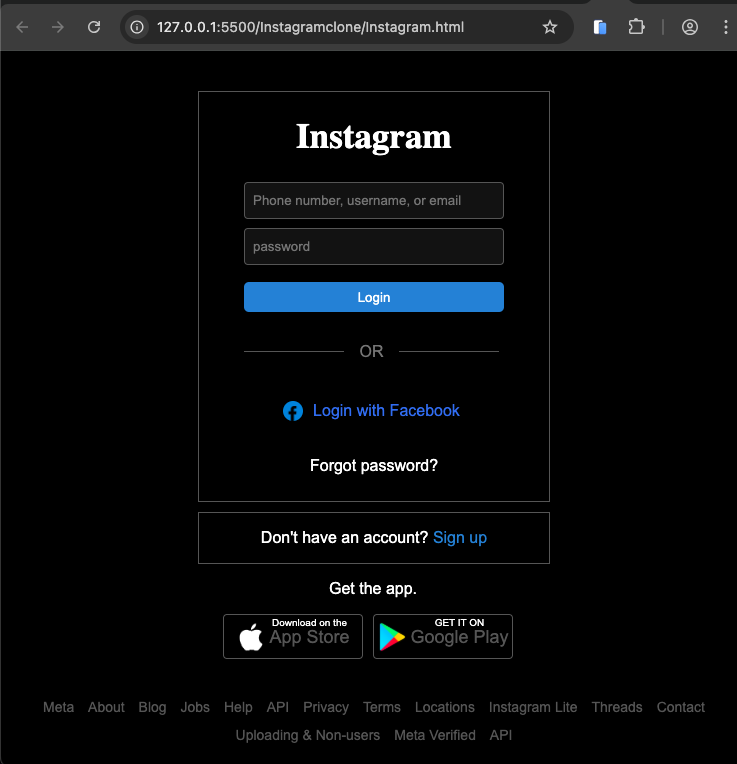 127.0.0.1:5500/Instagramclone/Instagram.html
Instagram
Phone number, username, or email
password
Login
OR
Login with Facebook
Forgot password?
Don't have an account? Sign up
Get the app.
Download on the
App Store
GET IT ON
Google Play
Meta About Blog Jobs Help API Privacy Terms Locations Instagram Lite Threads Contact
Uploading & Non-users Meta Verified API